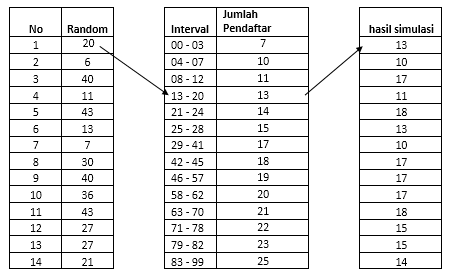 No Random
1 20
2 6
3 40
4 11
5 43
6 13
7 7
8 30
9 40
10 36
11 43
12 27
13 27
14 21
Interval Jumlah Pendaftar
00 - 03 7
04 - 07 10
08 - 12 11
13 - 20 13
21 - 24 14
25 - 28 15
29 - 41 17
42 - 45 18
46 - 57 19
58 - 62 20
63 - 70 21
71 - 78 22
79 - 82 23
83 - 99 25
hasil simulasi
13
10
17
11
18
13
10
17
17
17
18
15
15
14